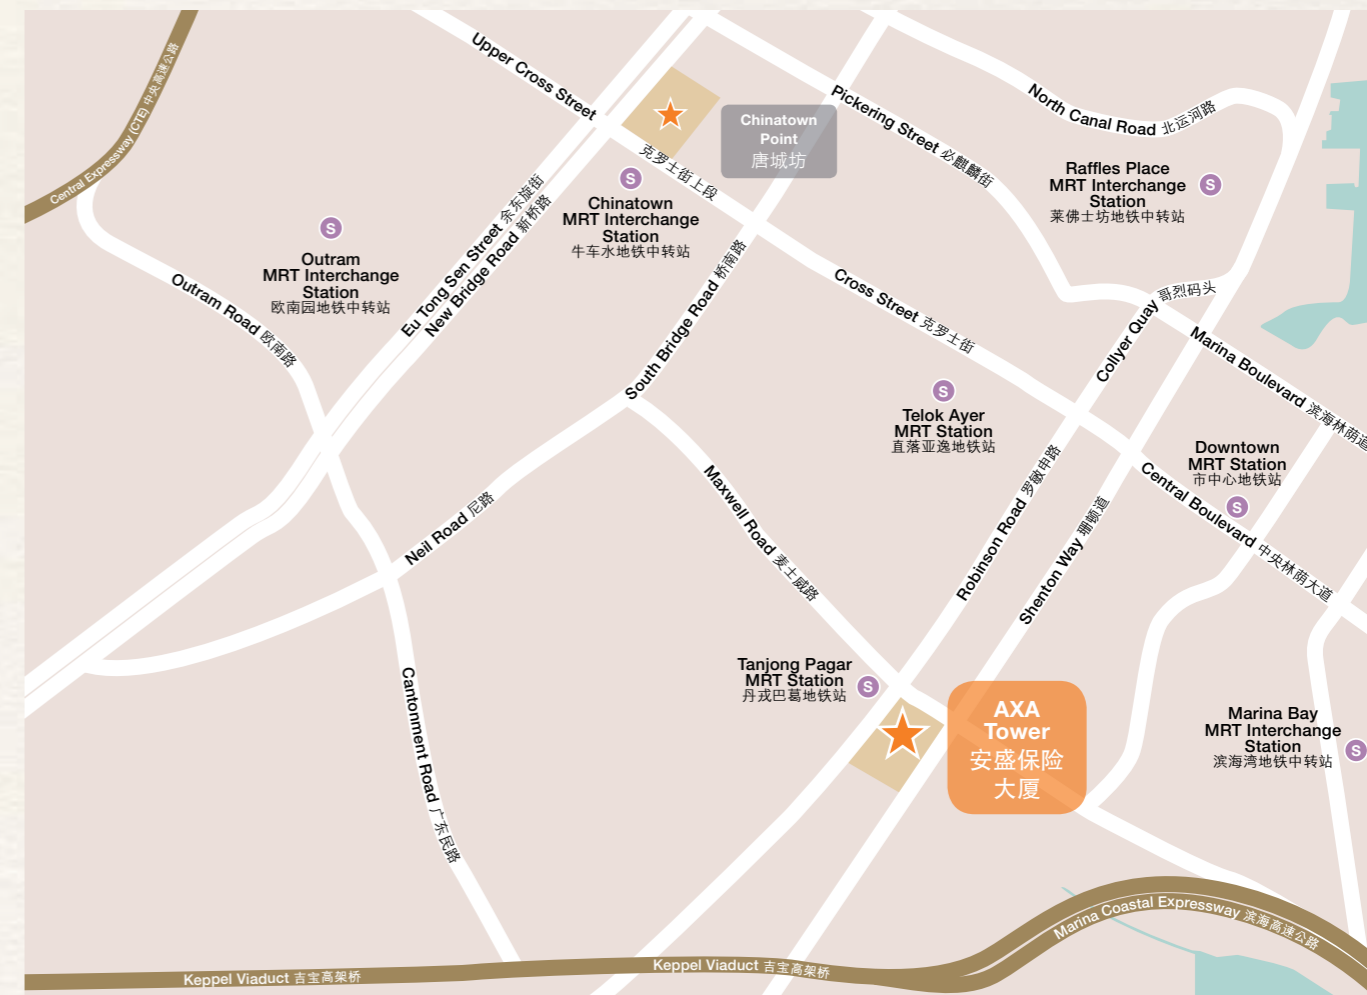 Central Expressway (CTE) 中央高速公路
Upper Cross Street
克罗士街上段
Chinatown
Point
唐城坊
Pickering Street 必麒麟街
North Canal Road 北运河路
Raffles Place
MRT Interchange
Station
莱佛士坊地铁中转站
S
S
Chinatown
MRT Interchange
Station
牛车水地铁中转站
S
Outram
MRT Interchange
Station
欧南园地铁中转站
Eu Tong Sen Street 余东旋街
New Bridge Road 新桥路
Outram Road 欧南路
South Bridge Road 桥南路
Cross Street 克罗士街
Collyer Quay 哥烈码头
Marina Boulevard 滨海林荫道
S
Telok Ayer
MRT Station
直落亚逸地铁站
Downtown
MRT Station
市中心地铁站
S
Central Boulevard 中央林荫大道
Robinson Road 罗敏申路
Shenton Way 珊顿道
Maxwell Road 麦士威路
Neil Road 尼路
Cantonment Road 广东民路
Tanjong Pagar
MRT Station
丹戎巴葛地铁站
S
AXA
Tower
安盛保险
大厦
Marina Bay
MRT Interchange
Station
滨海湾地铁中转站
S
Marina Coastal Expressway 滨海高速公路
Keppel Viaduct 吉宝高架桥
Keppel Viaduct 吉宝高架桥